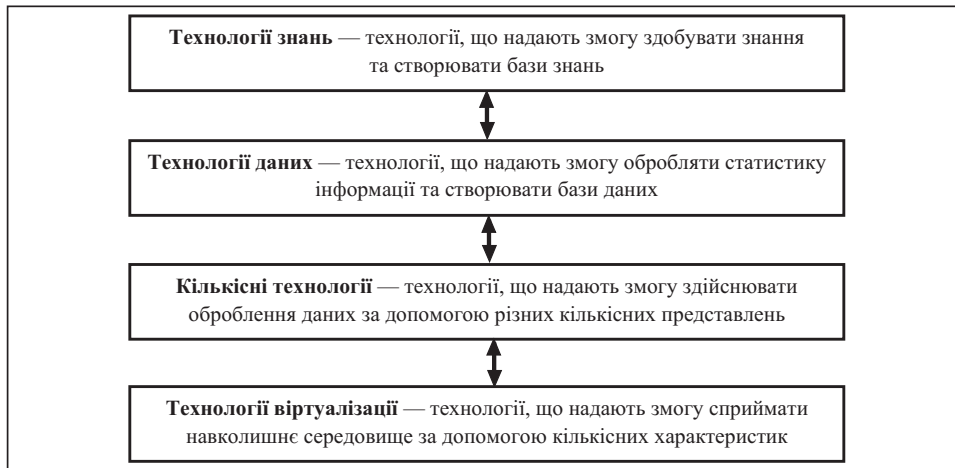 Технології знань — технології, що надають змогу здобувати знання
та створювати бази знань
Технології даних — технології, що надають змогу обробляти статистику
інформації та створювати бази даних
Кількісні технології — технології, що надають змогу здійснювати
оброблення даних за допомогою різних кількісних представлень
Технології віртуалізації — технології, що надають змогу сприймати
навколишнє середовище за допомогою кількісних характеристик